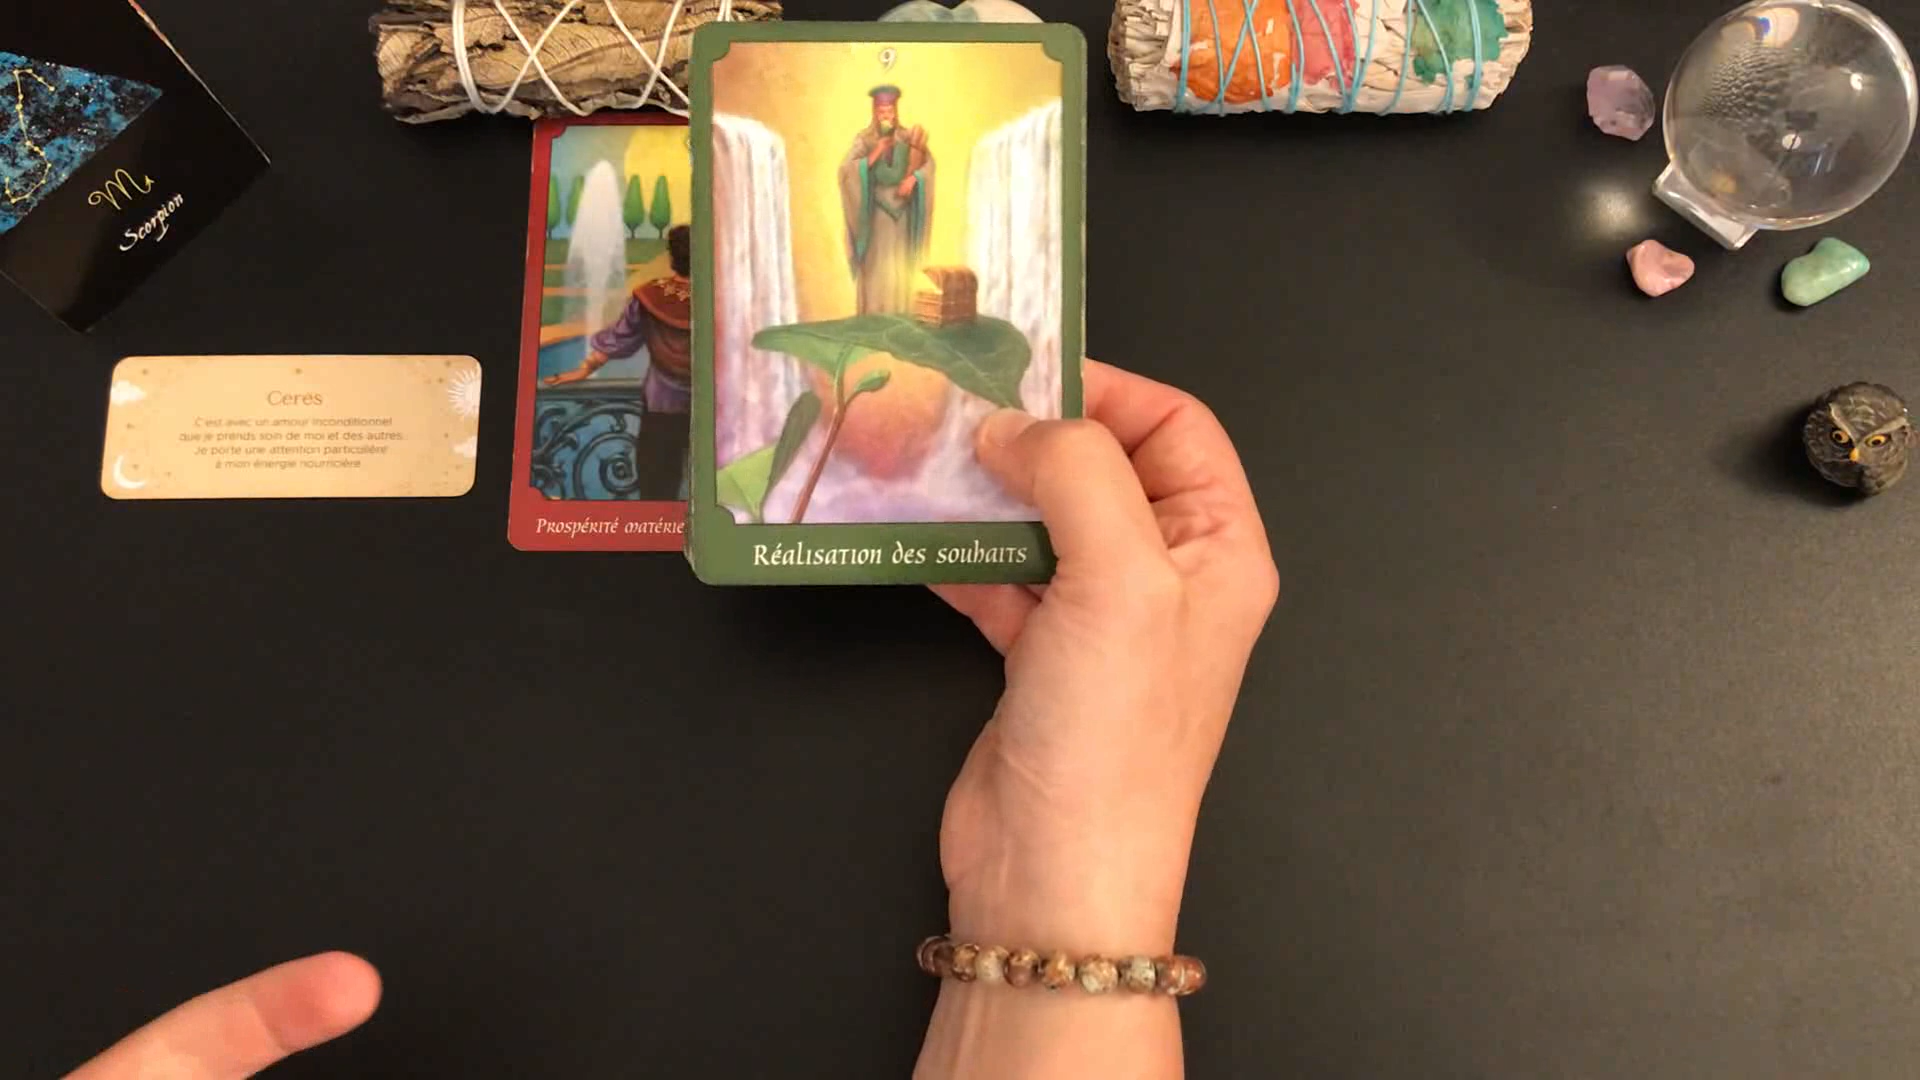 Scorpion
Ceres
C'est avec un amour inconditionnel
que je prends soin de moi et des autres.
Je porte une attention particulière
à mon énergie nourricière.
Prospérité matérie
9
Réalisation des souhaits